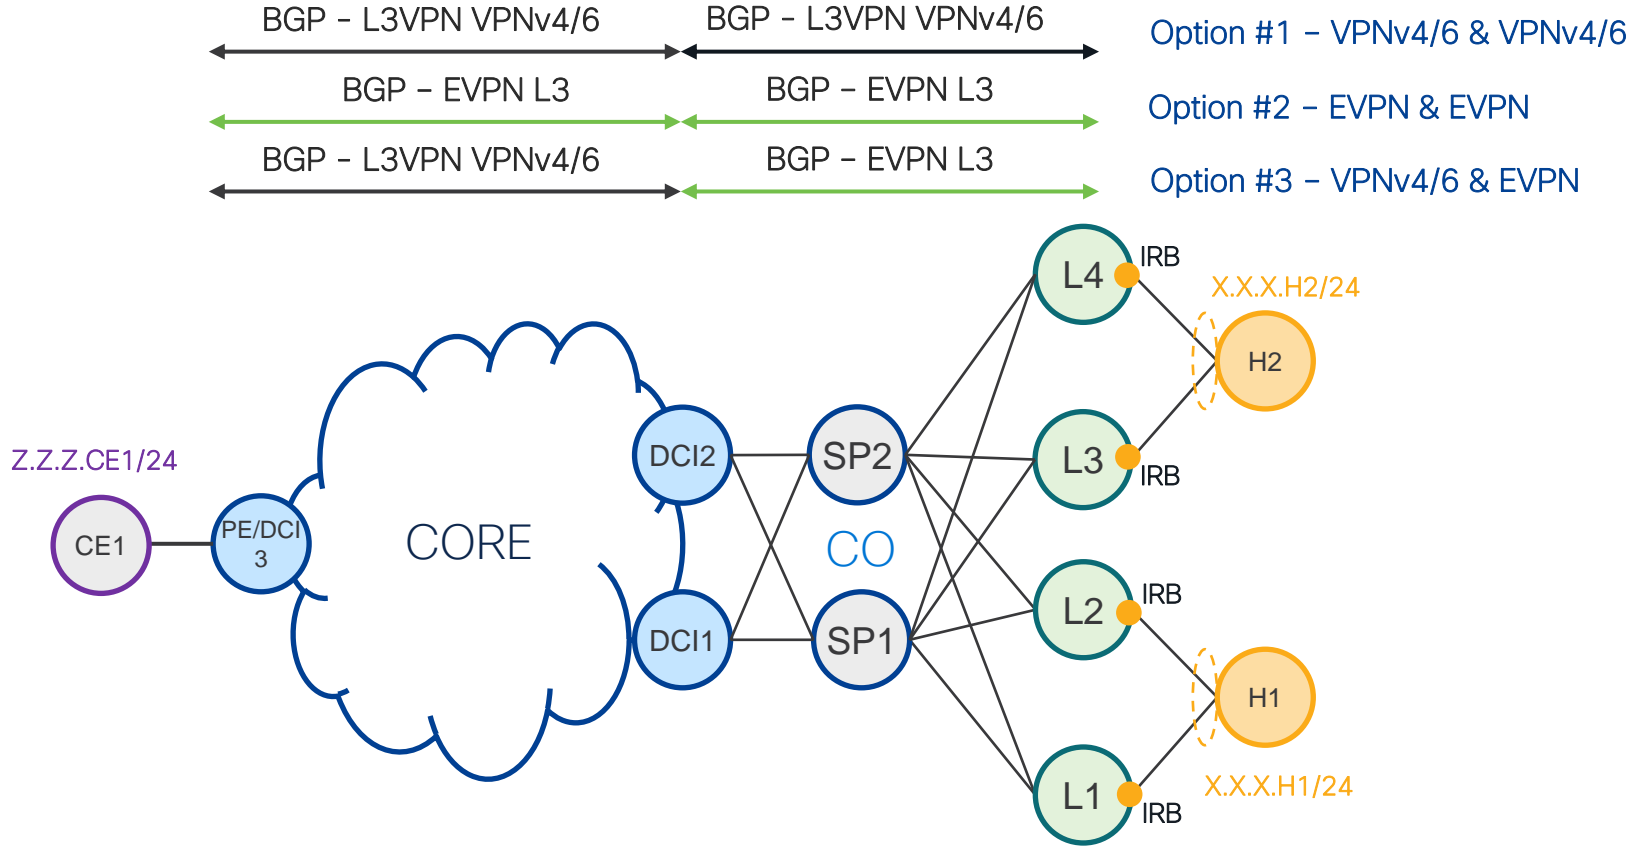 BGP – L3VPN VPNv4/6
BGP – L3VPN VPNv4/6
Option #1 – VPNv4/6 & VPNv4/6
BGP – EVPN L3
BGP – EVPN L3
Option #2 – EVPN & EVPN
BGP – L3VPN VPNv4/6
BGP – EVPN L3
Option #3 – VPNv4/6 & EVPN
L4
IRB
X.X.X.H2/24
H2
Z.Z.Z.CE1/24
DCI2
SP2
L3
IRB
CE1
PE/DCI
3
CORE
CO
DCI1
SP1
L2
IRB
H1
L1
IRB
X.X.X.H1/24